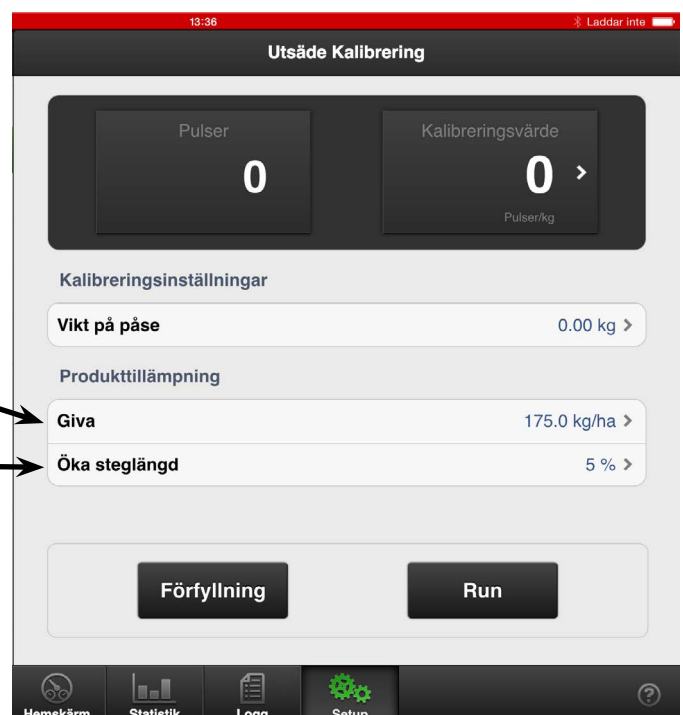 13:36 Laddar inte
Utsäde Kalibrering
Pulser Kalibreringsvärde
0 0
Pulser/kg
Kalibreringsinställningar
Vikt på påse 0.00 kg
Produkttillämpning
Giva 175.0 kg/ha
Öka steglängd 5 %
Förfyllning Run
Hemskärm Statistik Logg Setup ?